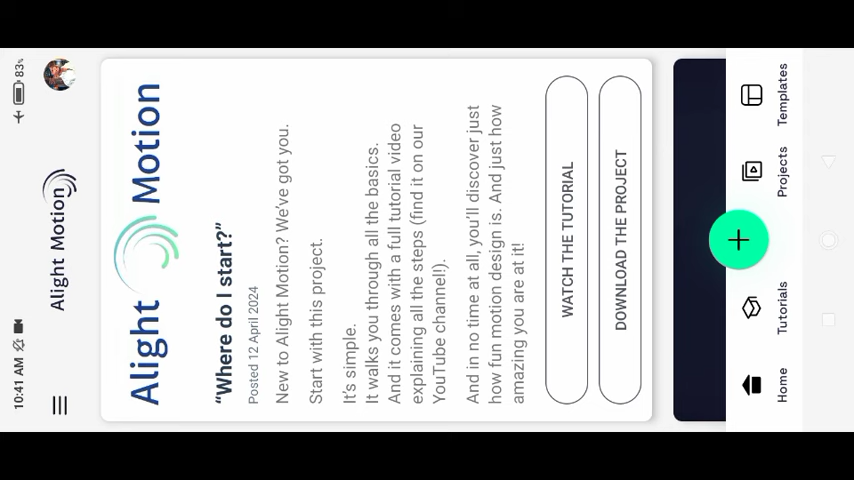 10:41 AM
83%
Alight Motion
Alight Motion
“Where do I start?”
Posted 12 April 2024
New to Alight Motion? We've got you.
Start with this project.
It's simple.
It walks you through all the basics.
And it comes with a full tutorial video
explaining all the steps (find it on our
YouTube channel!).
And in no time at all, you'll discover just
how fun motion design is. And just how
amazing you are at it!
WATCH THE TUTORIAL
DOWNLOAD THE PROJECT
Home
Tutorials
Projects
Templates